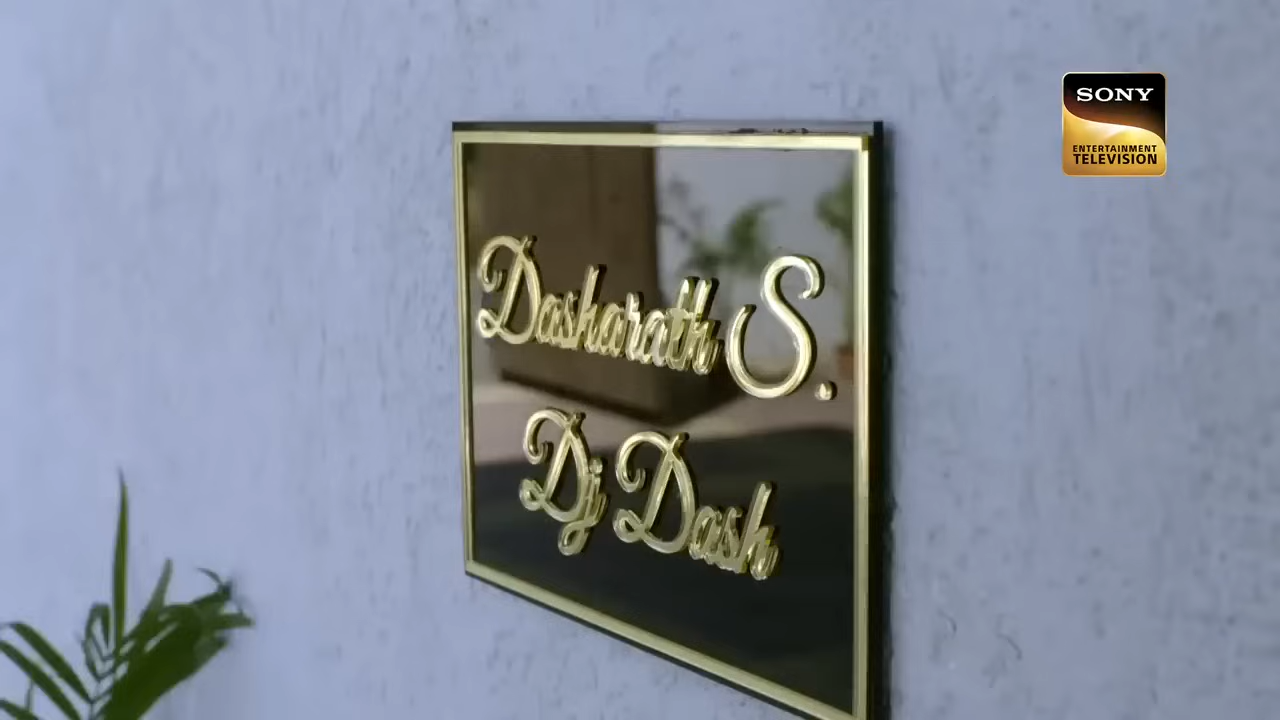 SONY
ENTERTAINMENT
TELEVISION
Dasharath S.
Dj Dash